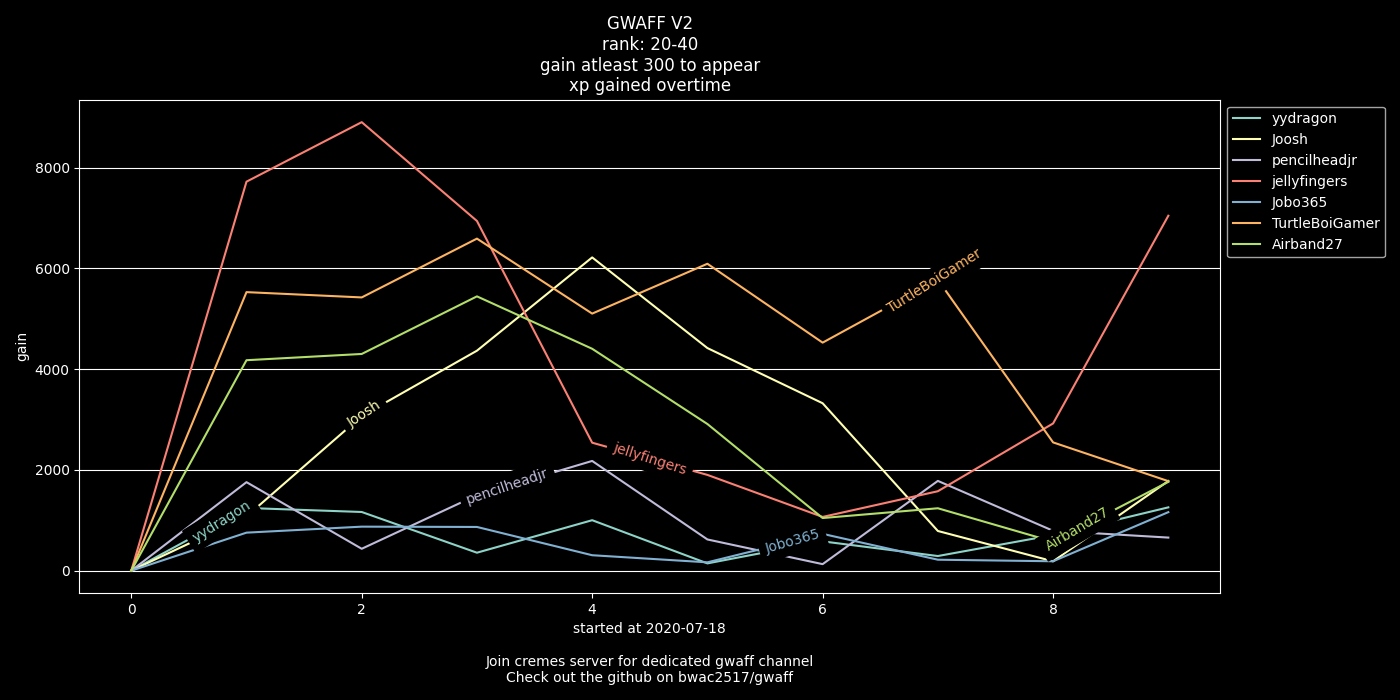 GWAFF V2
rank: 20-40
gain atleast 300 to appear
xp gained overtime
yydragon
Joosh
pencilheadjr
jellyfingers
Jobo365
TurtleBoiGamer
Airband27
gain
8000
6000
4000
2000
0
TurtleBoiGamer
Joosh
jellyfingers
pencilheadjr
yydragon
Jobo365
Airband27
0 2 4 6 8
started at 2020-07-18
Join cremes server for dedicated gwaff channel
Check out the github on bwac2517/gwaff